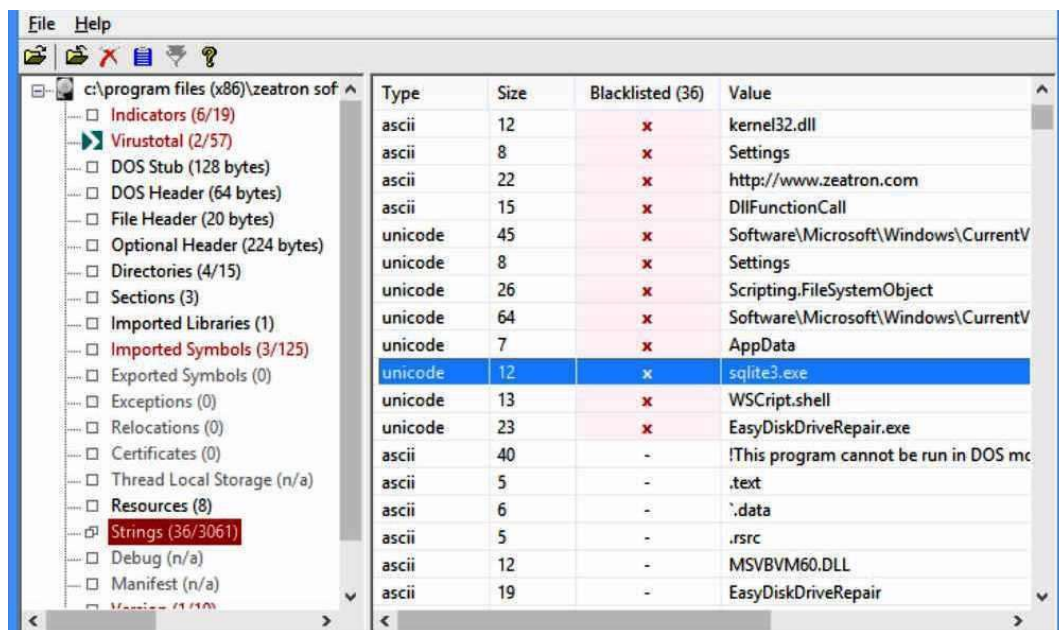 File Help
c:\program files (x86)\zeatron sof
Indicators (6/19)
Virustotal (2/57)
DOS Stub (128 bytes)
DOS Header (64 bytes)
File Header (20 bytes)
Optional Header (224 bytes)
Directories (4/15)
Sections (3)
Imported Libraries (1)
Imported Symbols (3/125)
Exported Symbols (0)
Exceptions (0)
Relocations (0)
Certificates (0)
Thread Local Storage (n/a)
Resources (8)
Strings (36/3061)
Debug (n/a)
Manifest (n/a)
Version (1/10)
Type Size Blacklisted (36) Value
ascii 12 x kernel32.dll
ascii 8 x Settings
ascii 22 x http://www.zeatron.com
ascii 15 x DllFunctionCall
unicode 45 x Software\Microsoft\Windows\CurrentV
unicode 8 x Settings
unicode 26 x Scripting.FileSystemObject
unicode 64 x Software\Microsoft\Windows\CurrentV
unicode 7 x AppData
unicode 12 x sqlite3.exe
unicode 13 x WSCript.shell
unicode 23 x EasyDiskDriveRepair.exe
ascii 40 - !This program cannot be run in DOS mo
ascii 5 - .text
ascii 6 - `.data
ascii 5 - .rsrc
ascii 12 - MSVBVM60.DLL
ascii 19 - EasyDiskDriveRepair